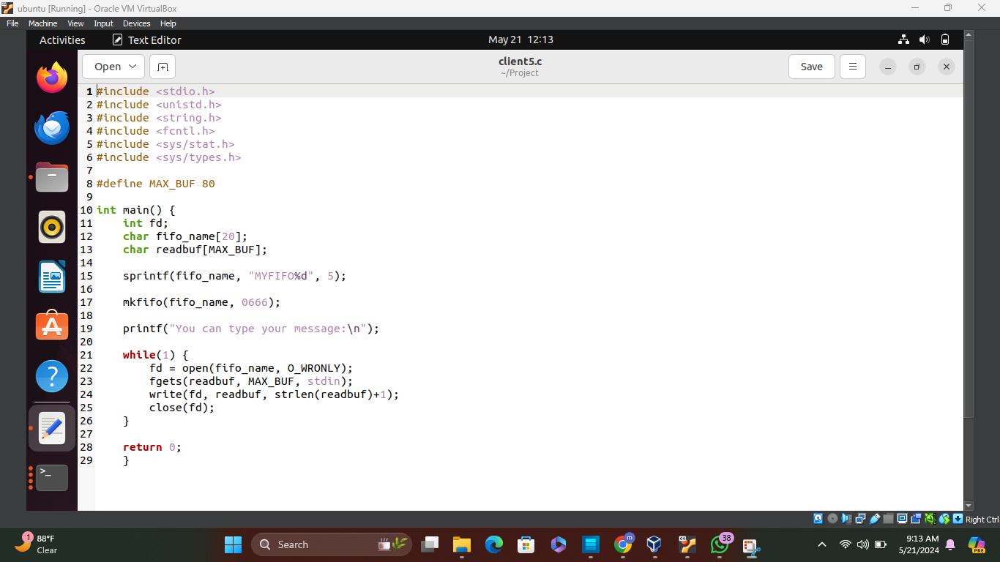 ubuntu [Running] - Oracle VM VirtualBox
File Machine View Input Devices Help
Activities Text Editor May 21 12:13
Open client5.c Save
~/Project
1 #include <stdio.h>
2 #include <unistd.h>
3 #include <string.h>
4 #include <fcntl.h>
5 #include <sys/stat.h>
6 #include <sys/types.h>
7
8 #define MAX_BUF 80
9
10 int main() {
11     int fd;
12     char fifo_name[20];
13     char readbuf[MAX_BUF];
14
15     sprintf(fifo_name, "MYFIFO%d", 5);
16
17     mkfifo(fifo_name, 0666);
18
19     printf("You can type your message:\n");
20
21     while(1) {
22         fd = open(fifo_name, O_WRONLY);
23         fgets(readbuf, MAX_BUF, stdin);
24         write(fd, readbuf, strlen(readbuf)+1);
25         close(fd);
26     }
27
28     return 0;
29     }
Right Ctrl
1 88°F
Clear
Search
m
64
38
PRE
9:13 AM
5/21/2024